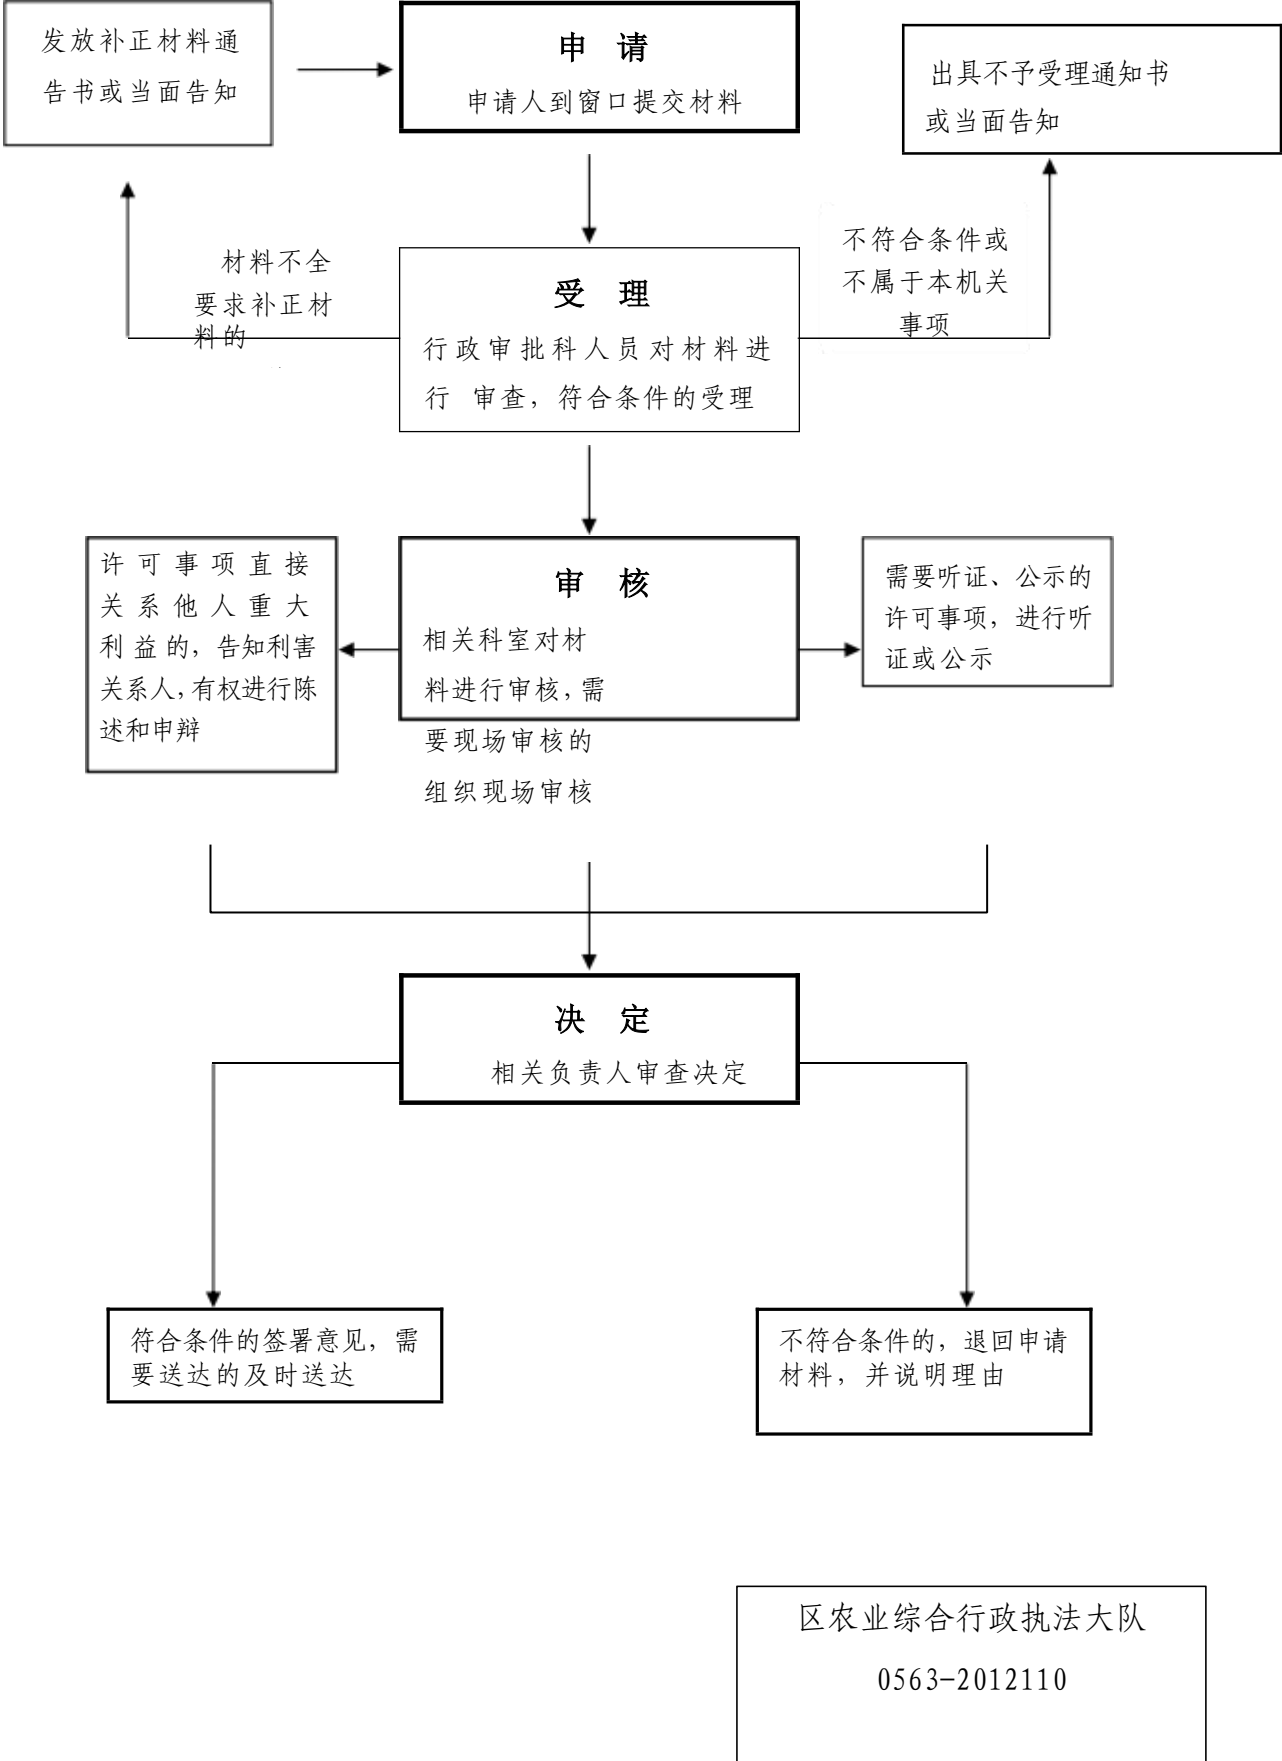 发放补正材料通
告书或当面告知
申 请
申请人到窗口提交材料
出具不予受理通知书
或当面告知
材料不全
要求补正材
料的
受 理
行政审批科人员对材料进
行 审查，符合条件的受理
不符合条件或
不属于本机关
事项
许可事项直接
关系他人重大
利益的，告知利害
关系人，有权进行陈
述和申辩
审 核
相关科室对材
料进行审核，需
要现场审核的
组织现场审核
需要听证、公示的
许可事项，进行听
证或公示
决 定
相关负责人审查决定
符合条件的签署意见，需
要送达的及时送达
不符合条件的，退回申请
材料，并说明理由
区农业综合行政执法大队
0563-2012110